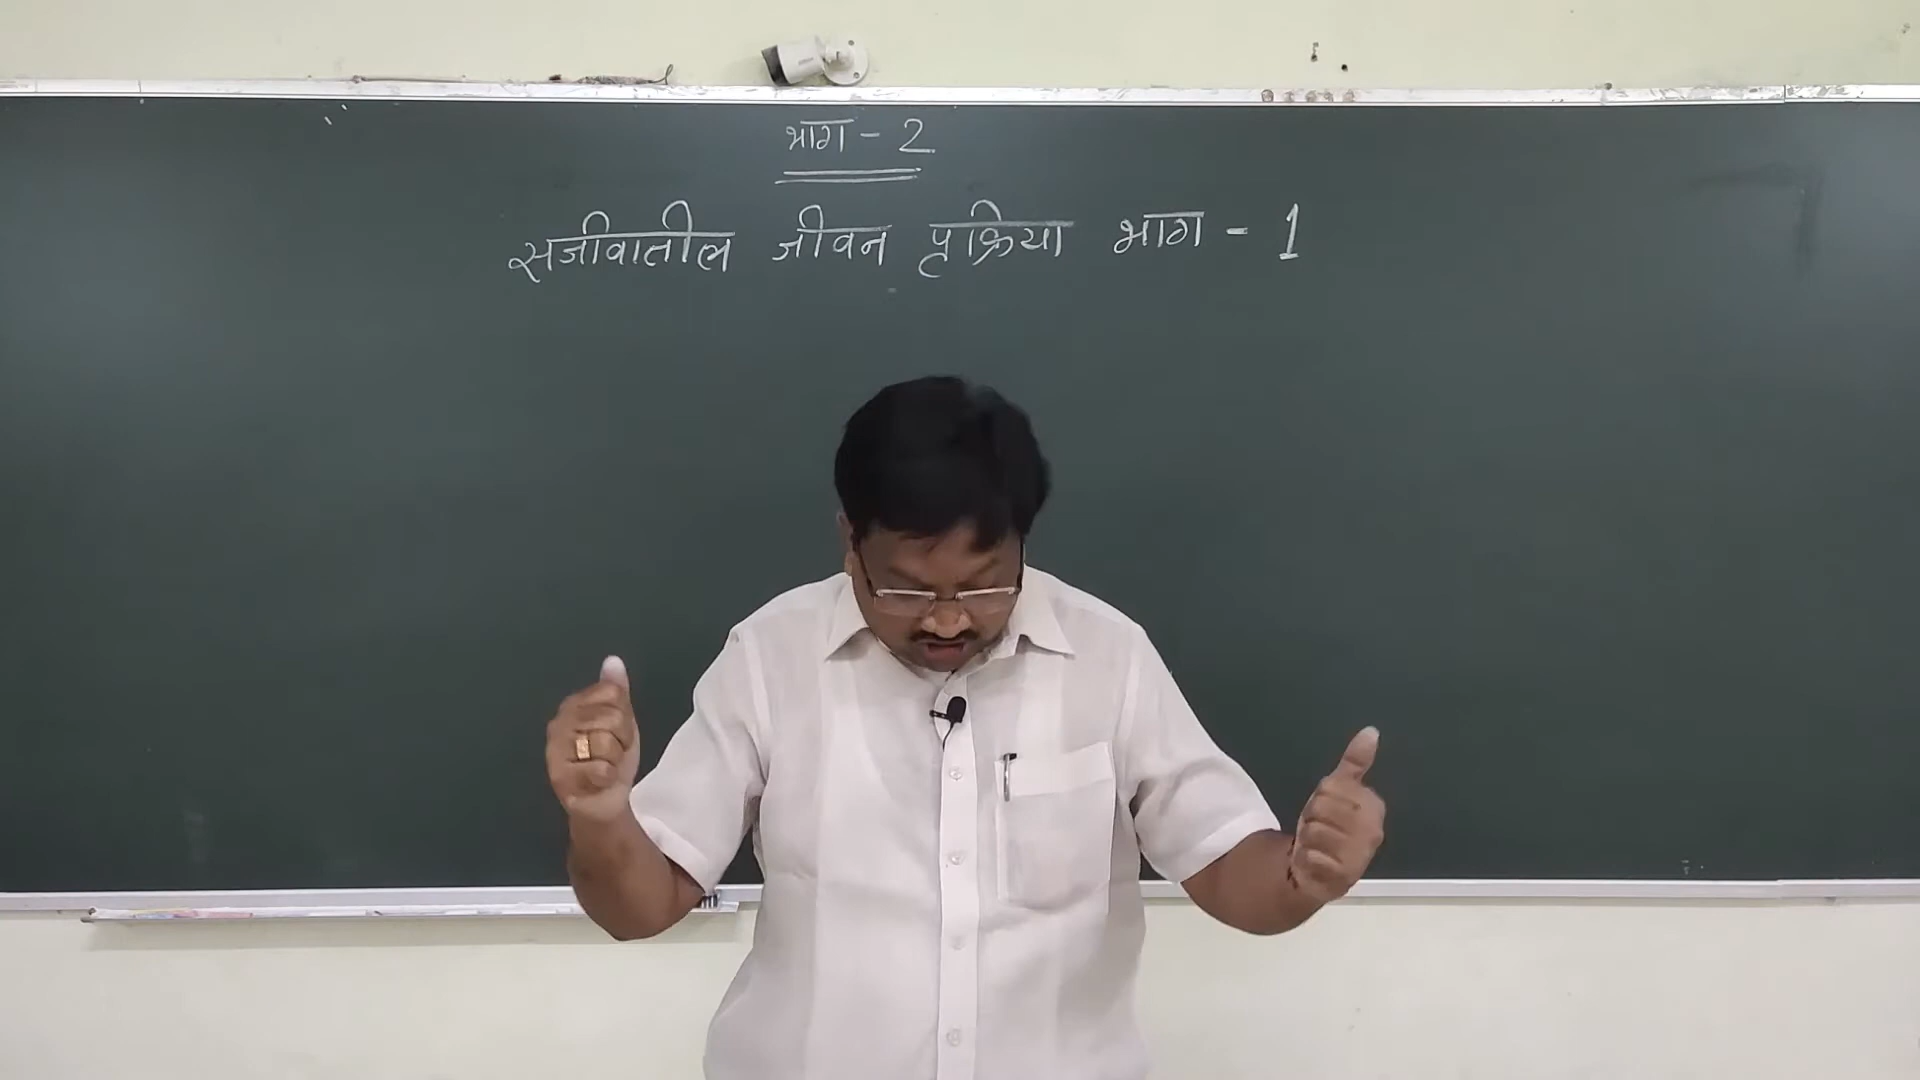 भाग - 2
सजीवातील जीवन प्रक्रिया भाग - 1